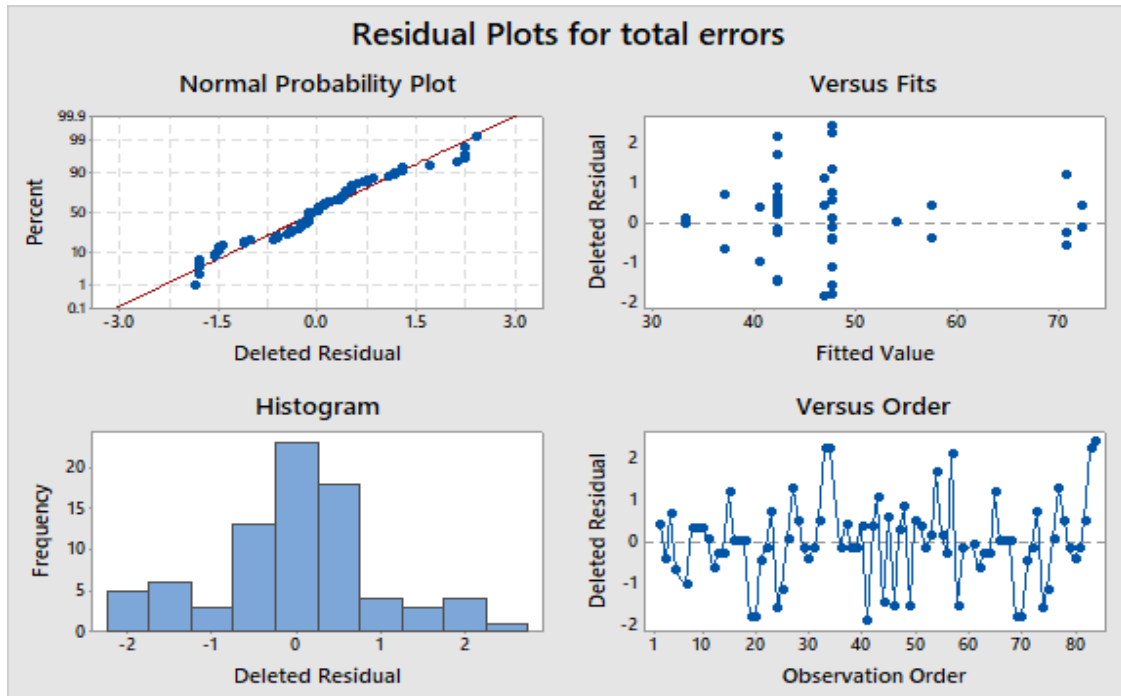 Residual Plots for total errors
Normal Probability Plot
99.9
99
90
50
10
1
0.1
Percent
-3.0 -1.5 0.0 1.5 3.0
Deleted Residual
Versus Fits
2
1
0
-1
-2
Deleted Residual
30 40 50 60 70
Fitted Value
Histogram
20
15
10
5
0
Frequency
-2 -1 0 1 2
Deleted Residual
Versus Order
2
1
0
-1
-2
Deleted Residual
1 10 20 30 40 50 60 70 80
Observation Order